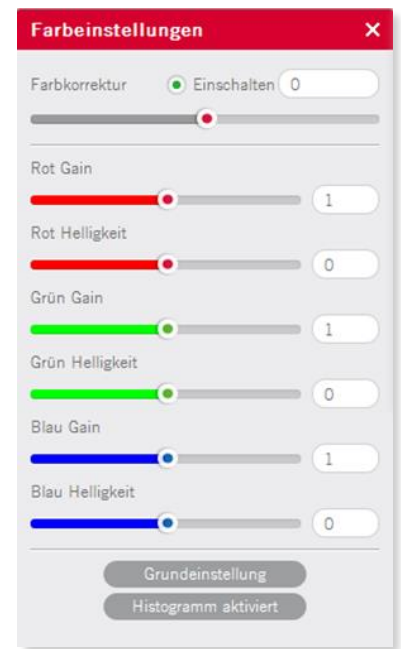 Farbeinstellungen
Farbkorrektur Einschalten 0
Rot Gain
1
Rot Helligkeit
0
Grün Gain
1
Grün Helligkeit
0
Blau Gain
1
Blau Helligkeit
0
Grundeinstellung
Histogramm aktiviert